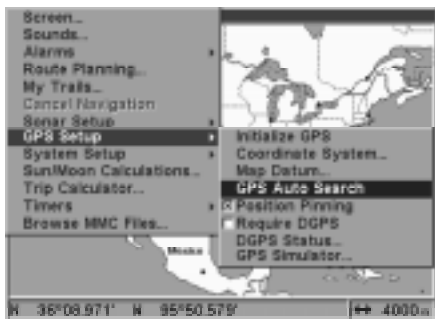 Screen...
Sounds...
Alarms
Route Planning...
My Trails...
Cancel Navigation
Sonar Setup
GPS Setup
System Setup
Sun/Moon Calculations...
Trip Calculator...
Timers
Browse MMC Files...
Initialize GPS
Coordinate System...
Map Datum...
GPS Auto Search
Position Pinning
Require DGPS
DGPS Status...
GPS Simulator...
Mexico
N 36°08.971' W 95°50.579' ↔ 4000m